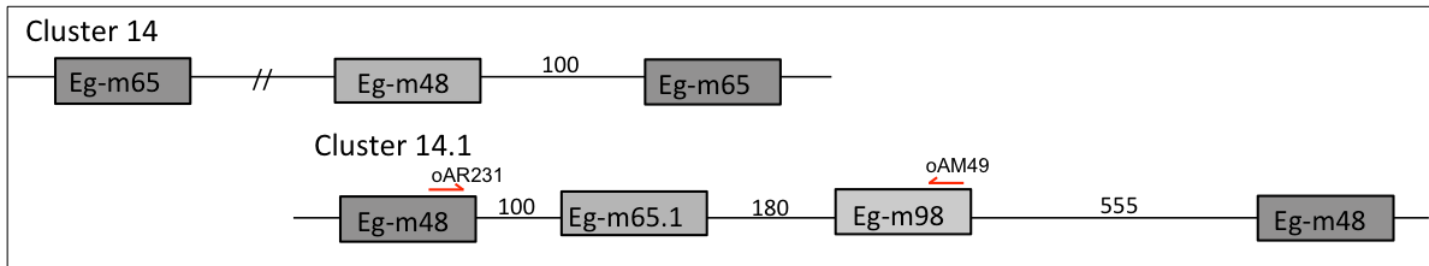 Cluster 14
Eg-m65 // Eg-m48 100 Eg-m65
Cluster 14.1
oAR231 oAM49
Eg-m48 100 Eg-m65.1 180 Eg-m98 555 Eg-m48